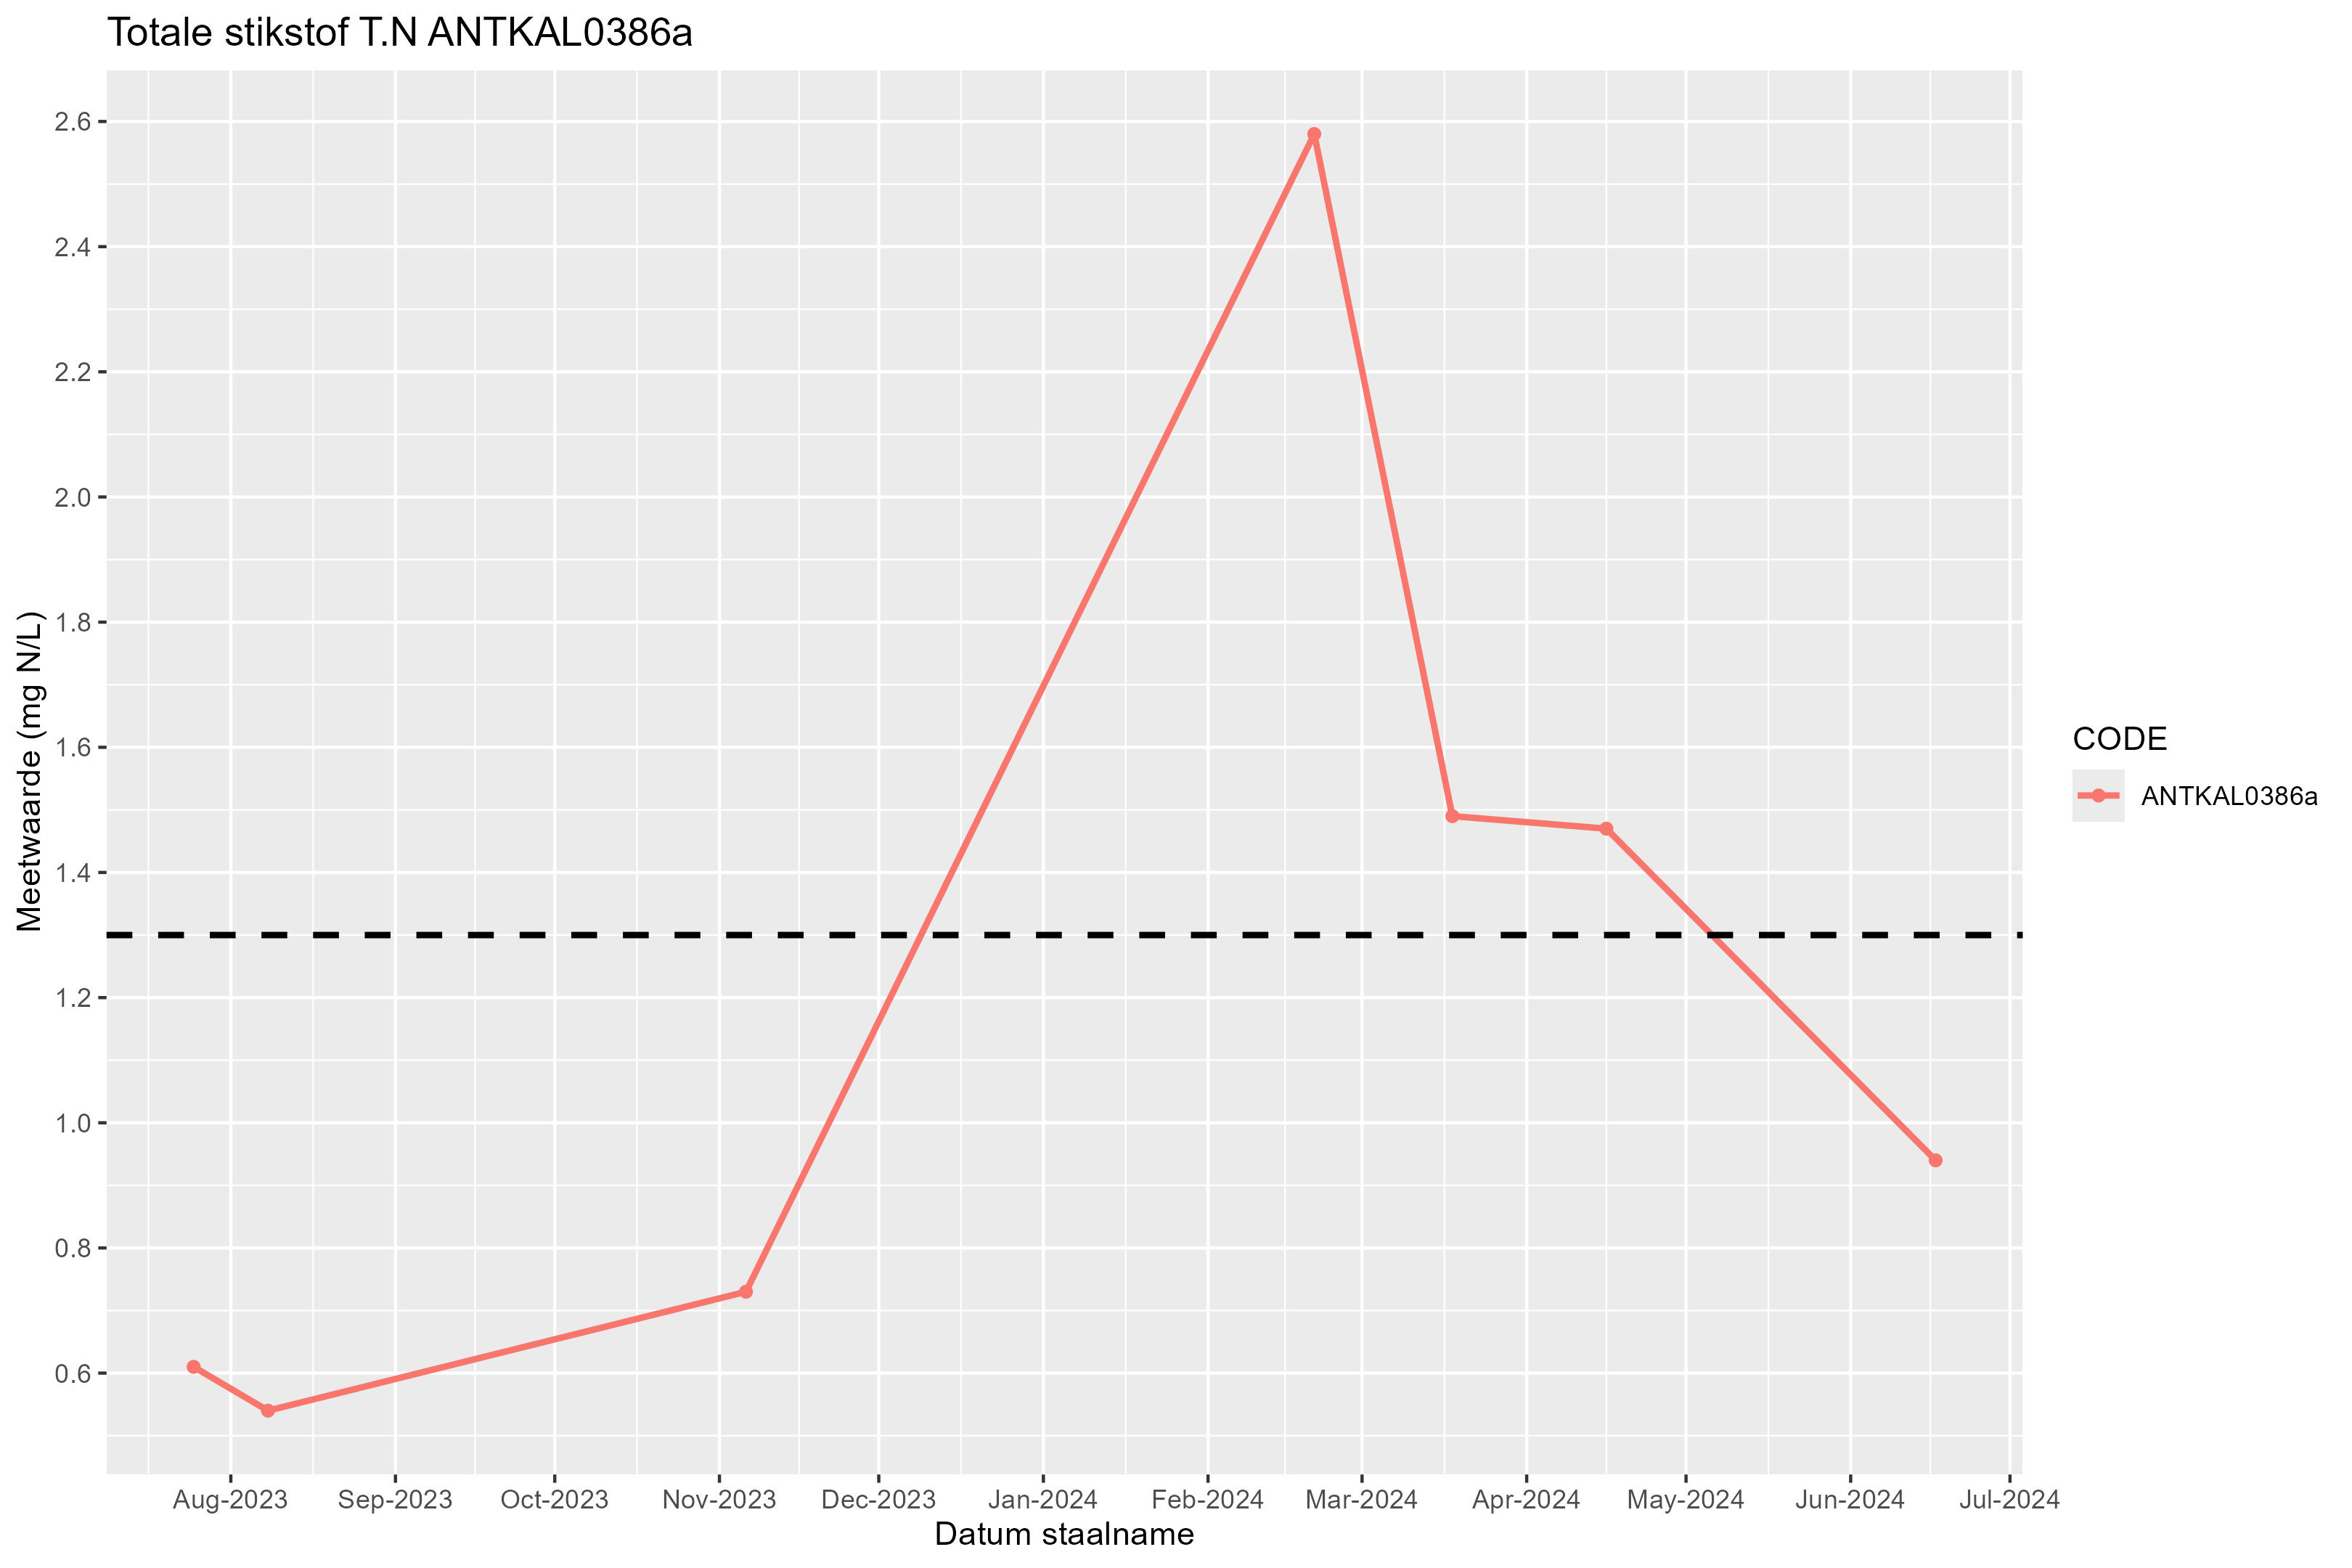 Totale stikstof T.N ANTKAL0386a
Meetwaarde (mg N/L)
2.6
2.4
2.2
2.0
1.8
1.6
1.4
1.2
1.0
0.8
0.6
Aug-2023 Sep-2023 Oct-2023 Nov-2023 Dec-2023 Jan-2024 Feb-2024 Mar-2024 Apr-2024 May-2024 Jun-2024 Jul-2024
Datum staalname
CODE
ANTKAL0386a